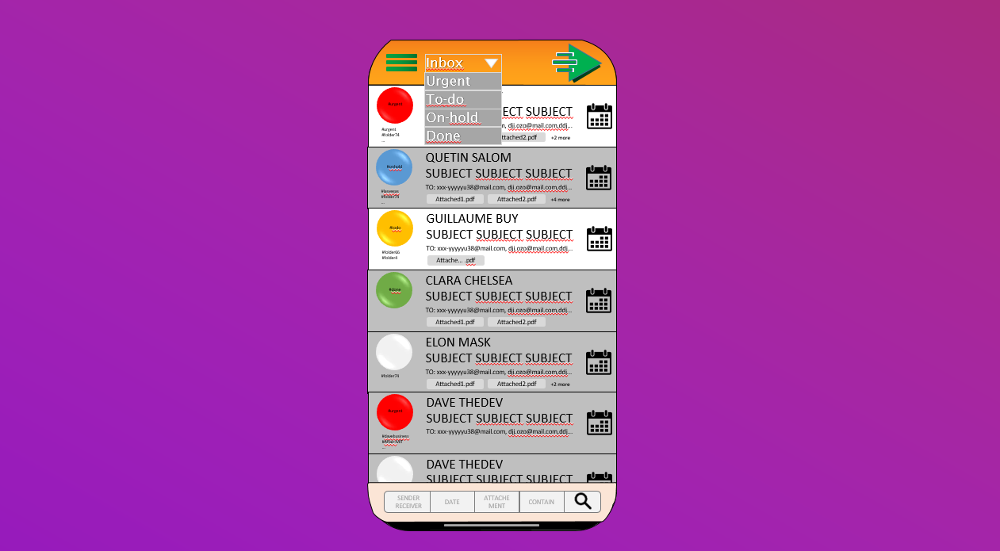 Inbox
Urgent
To-do
On-hold
Done
#urgent
#urgent
#folder74
...
ECT SUBJECT
m, dji.ozo@mail.com,ddj...
ttached2.pdf +2 more
#onhold
#folder74
...
QUETIN SALOM
SUBJECT SUBJECT SUBJECT
TO: xxx-yyyyyu38@mail.com, dji.ozo@mail.com,ddj...
Attached1.pdf Attached2.pdf +4 more
#todo
#folder66
#folder4
GUILLAUME BUY
SUBJECT SUBJECT SUBJECT
TO: xxx-yyyyyu38@mail.com, dji.ozo@mail.com,ddj...
Attache... .pdf
#done
CLARA CHELSEA
SUBJECT SUBJECT SUBJECT
TO: xxx-yyyyyu38@mail.com, dji.ozo@mail.com,ddj...
Attached1.pdf Attached2.pdf
#folder74
ELON MASK
SUBJECT SUBJECT SUBJECT
TO: xxx-yyyyyu38@mail.com, dji.ozo@mail.com,ddj...
Attached1.pdf Attached2.pdf +2 more
#urgent
#davebusiness
...
DAVE THEDEV
SUBJECT SUBJECT SUBJECT
TO: xxx-yyyyyu38@mail.com, dji.ozo@mail.com,ddj...
DAVE THEDEV
SUBJECT SUBJECT SUBJECT
SENDER
RECEIVER
DATE
ATTACHE
MENT
CONTAIN